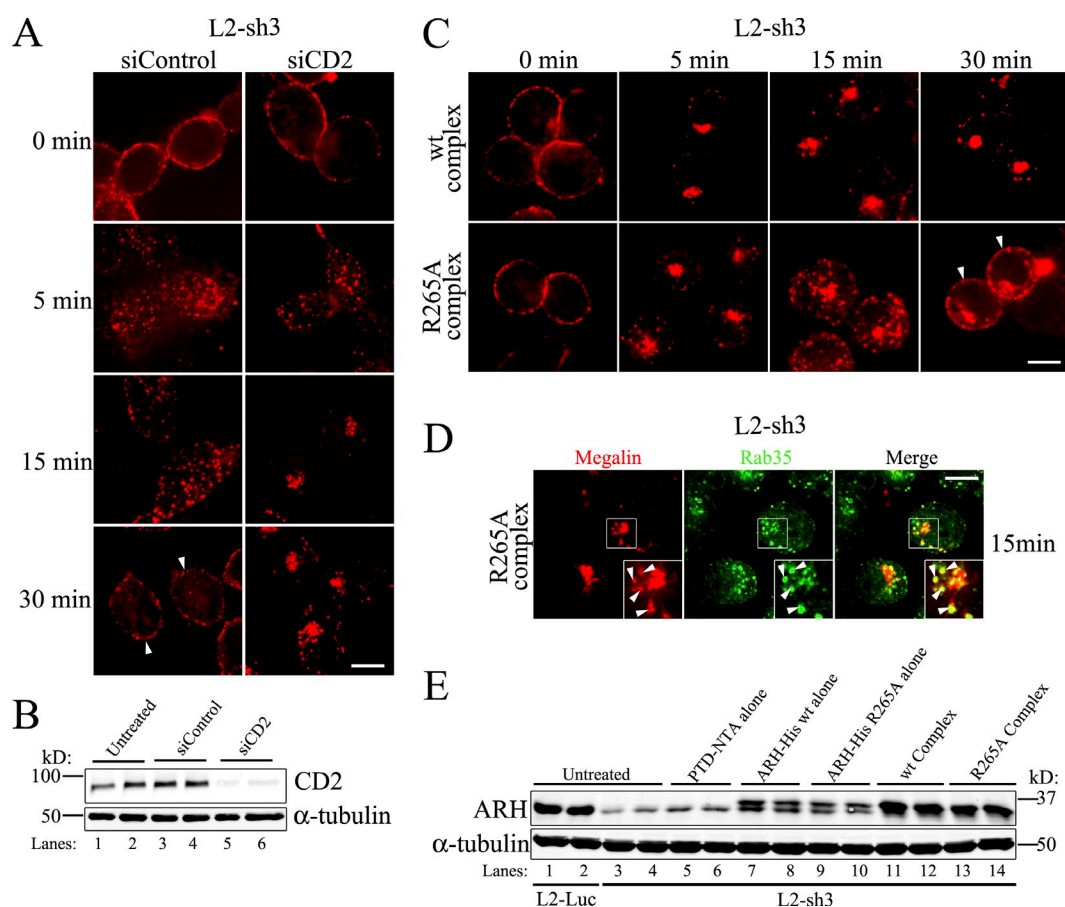 A
L2-sh3
siControl siCD2
0 min
5 min
15 min
30 min
B
Untreated
siControl
siCD2
kD:
100
50
CD2
α-tubulin
Lanes: 1 2 3 4 5 6
C
L2-sh3
0 min 5 min 15 min 30 min
wt complex
R265A complex
D
L2-sh3
Megalin Rab35 Merge
R265A complex
15min
E
Untreated
PTD-NTA alone
ARH-His wt alone
ARH-His R265A alone
wt Complex
R265A Complex
kD:
ARH
37
α-tubulin
50
Lanes: 1 2 3 4 5 6 7 8 9 10 11 12 13 14
L2-Luc L2-sh3